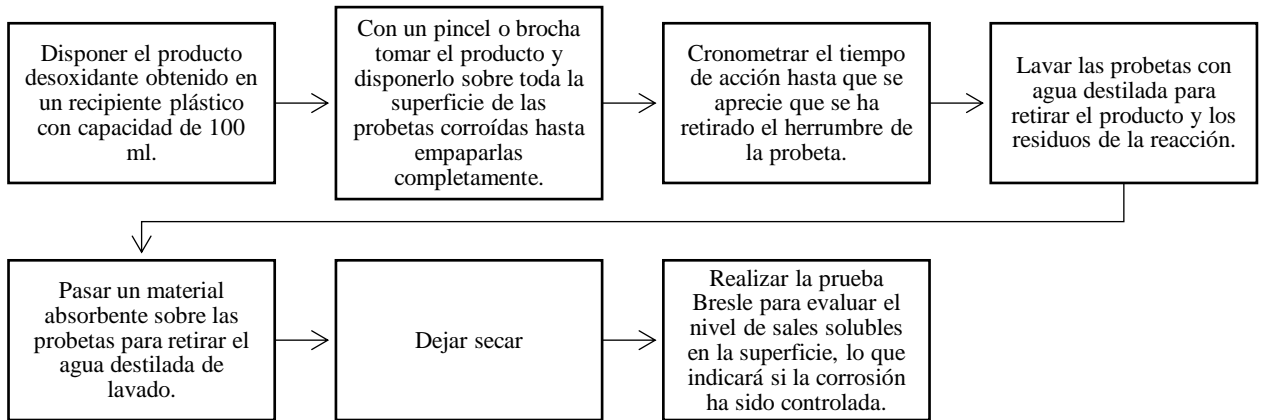 Disponer el producto
desoxidante obtenido en
un recipiente plástico
con capacidad de 100
ml.
Con un pincel o brocha
tomar el producto y
disponerlo sobre toda la
superficie de las
probetas corroídas hasta
empaparlas
completamente.
Cronometrar el tiempo
de acción hasta que se
aprecie que se ha
retirado el herrumbre de
la probeta.
Lavar las probetas con
agua destilada para
retirar el producto y los
residuos de la reacción.
Pasar un material
absorbente sobre las
probetas para retirar el
agua destilada de
lavado.
Dejar secar
Realizar la prueba
Bresle para evaluar el
nivel de sales solubles
en la superficie, lo que
indicará si la corrosión
ha sido controlada.